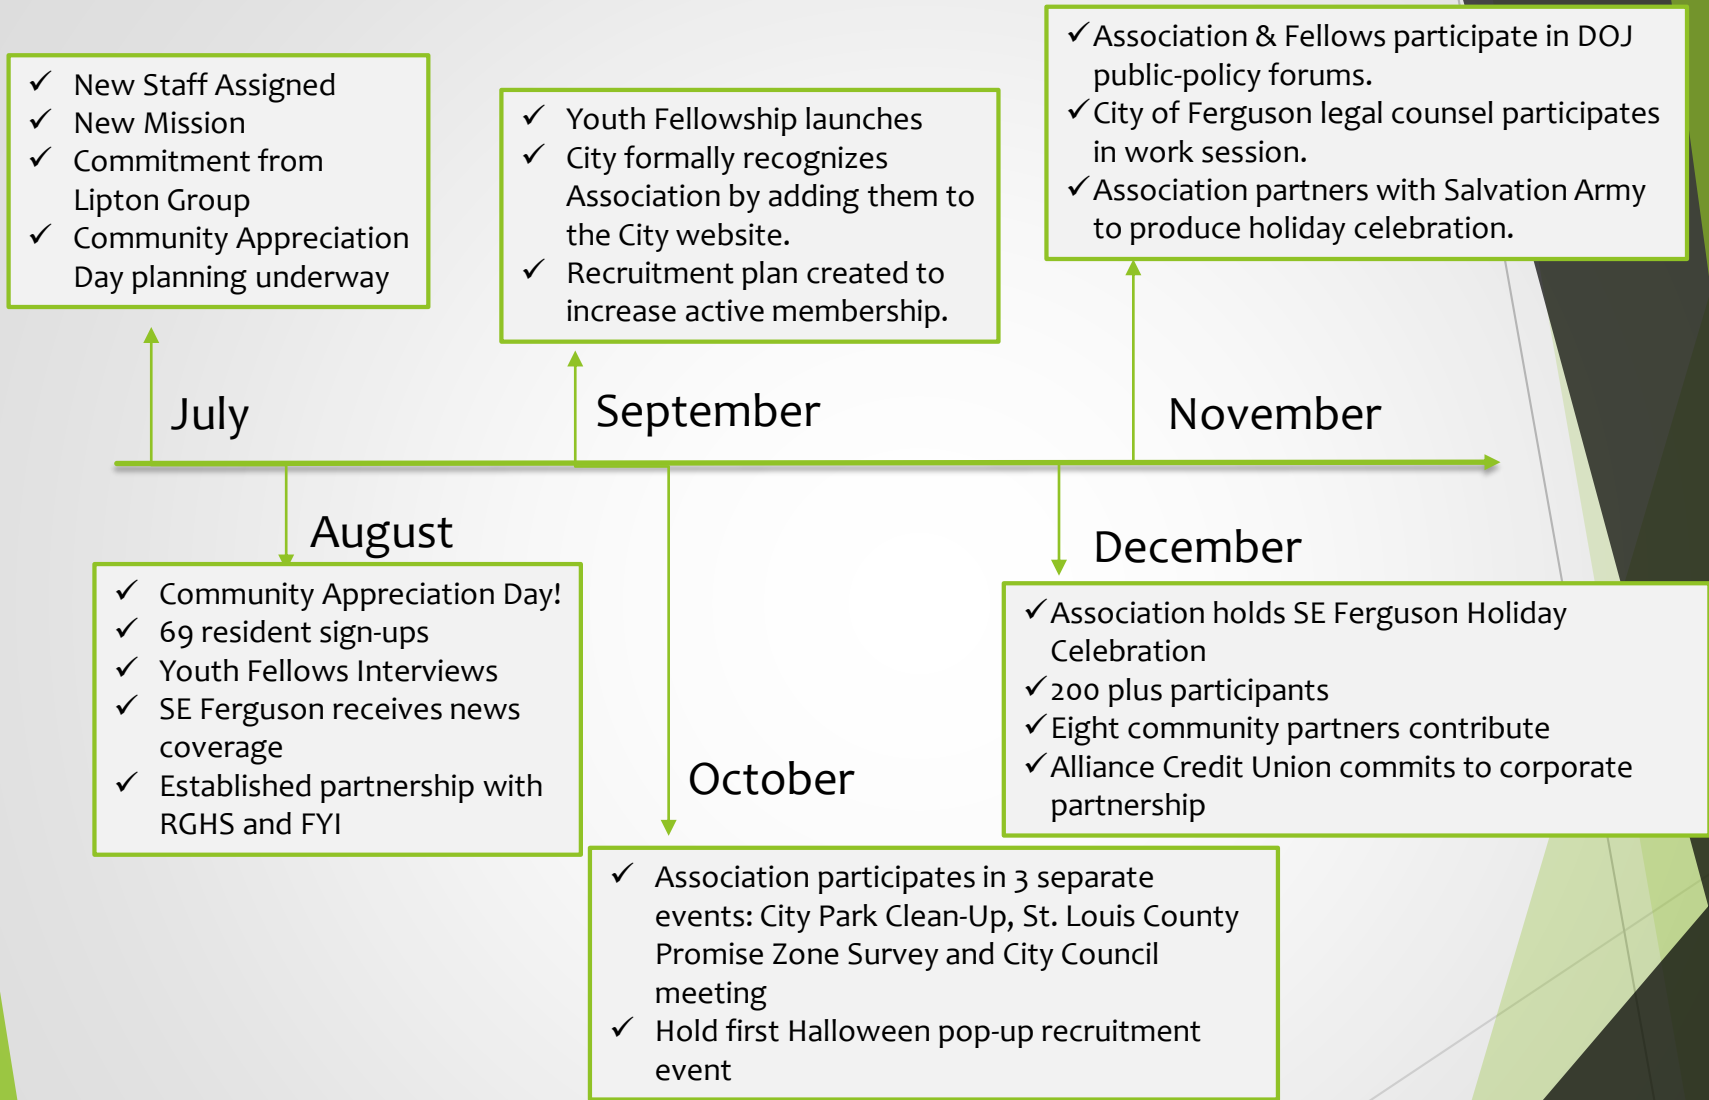 ✓ New Staff Assigned
✓ New Mission
✓ Commitment from
Lipton Group
✓ Community Appreciation
Day planning underway
July
✓ Community Appreciation Day!
✓ 69 resident sign-ups
✓ Youth Fellows Interviews
✓ SE Ferguson receives news
coverage
✓ Established partnership with
RGHS and FYI
August
✓ Youth Fellowship launches
✓ City formally recognizes
Association by adding them to
the City website.
✓ Recruitment plan created to
increase active membership.
September
October
✓ Association participates in 3 separate
events: City Park Clean-Up, St. Louis County
Promise Zone Survey and City Council
meeting
✓ Hold first Halloween pop-up recruitment
event
✓ Association & Fellows participate in DOJ
public-policy forums.
✓ City of Ferguson legal counsel participates
in work session.
✓ Association partners with Salvation Army
to produce holiday celebration.
November
December
✓ Association holds SE Ferguson Holiday
Celebration
✓ 200 plus participants
✓ Eight community partners contribute
✓ Alliance Credit Union commits to corporate
partnership